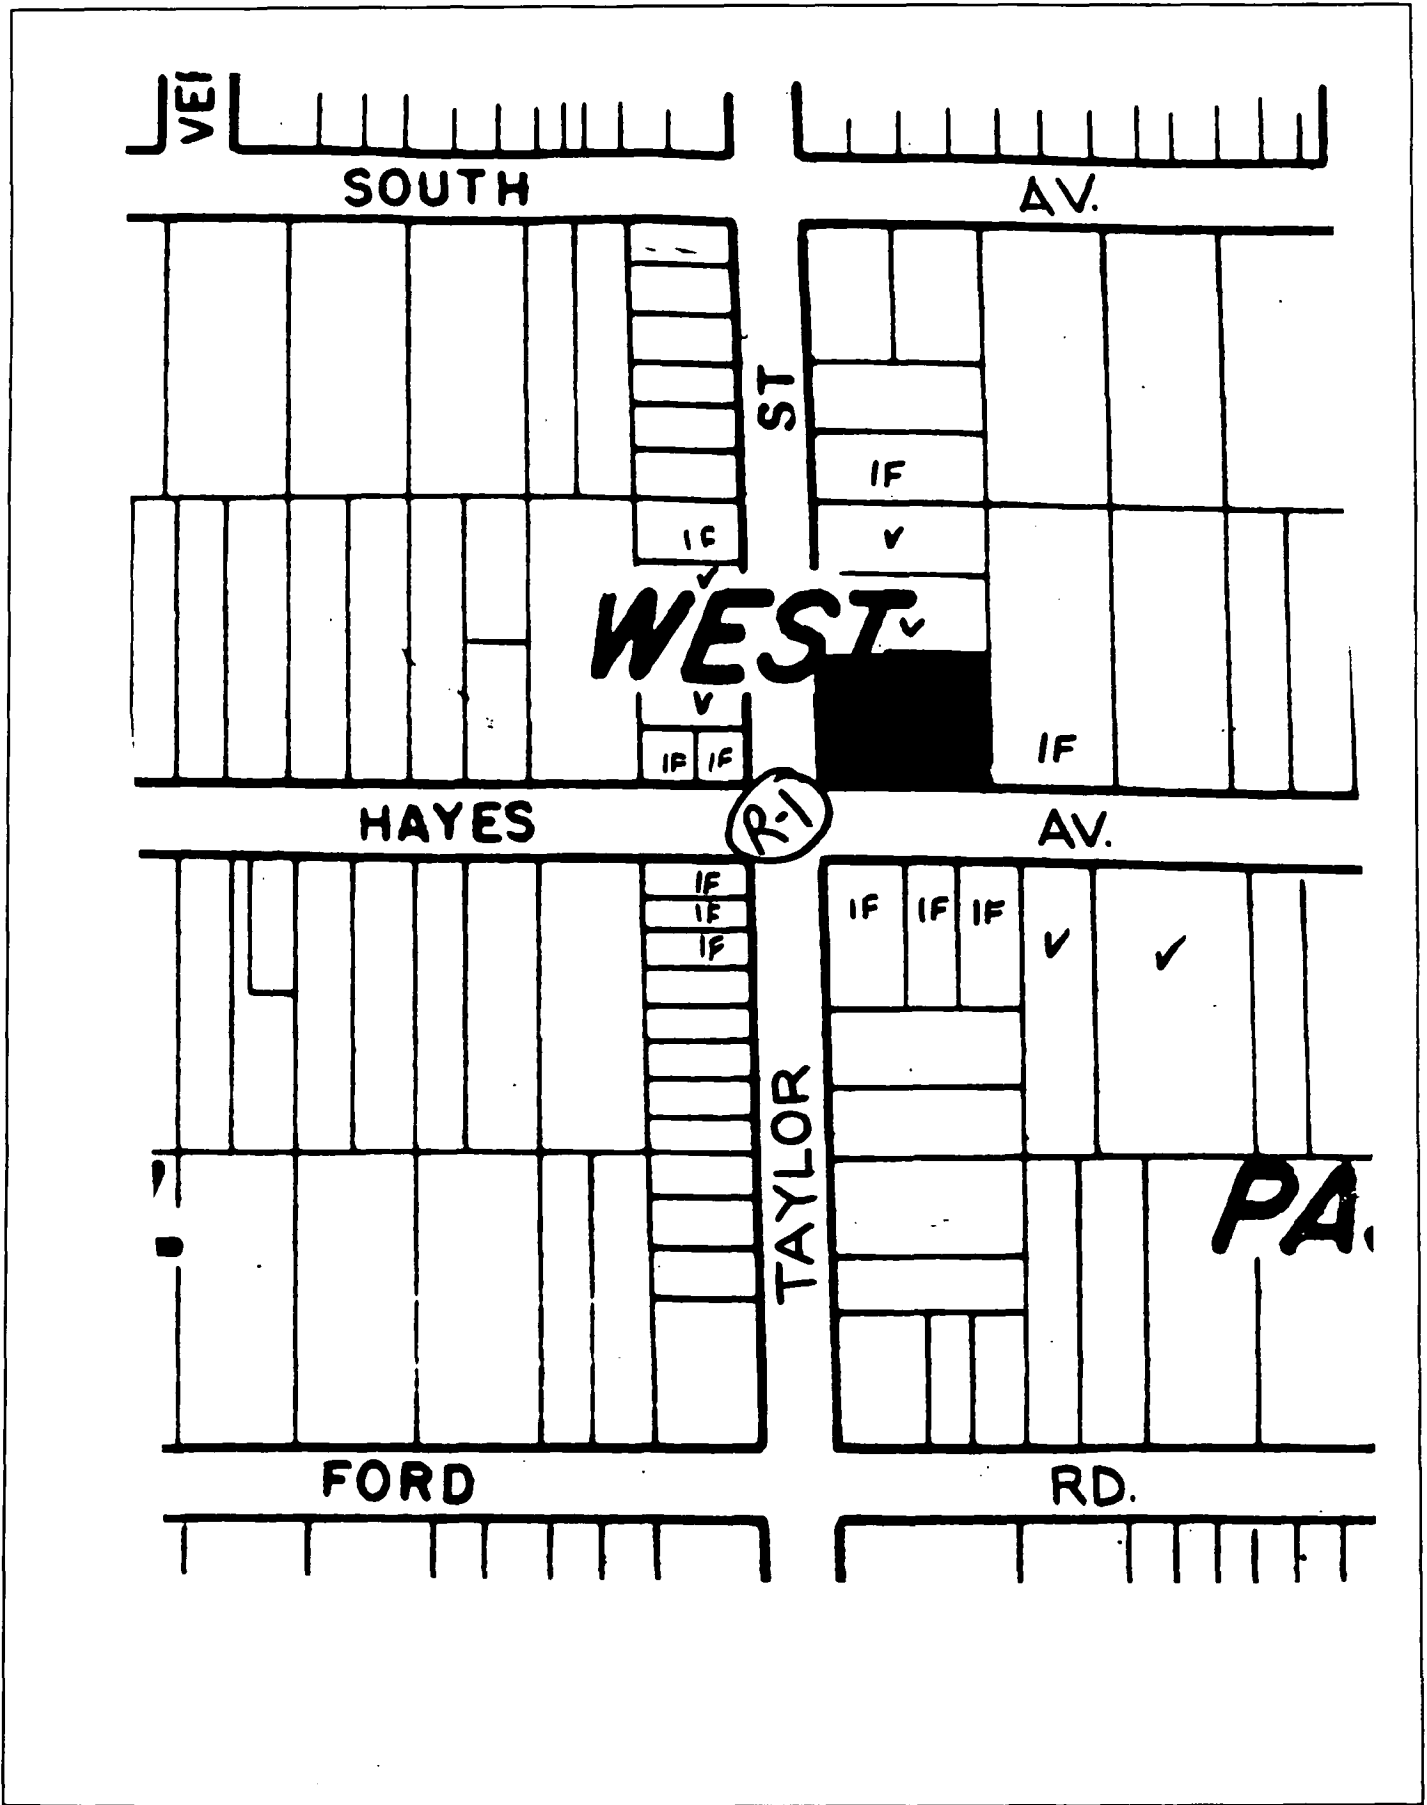 VEI
SOUTH AV.
ST
IF
IF
✓
✓
WEST
✓
✓
IF IF
IF
HAYES R-1 AV.
IF
IF
IF
IF IF IF
✓ ✓
TAYLOR
PA.
FORD RD.